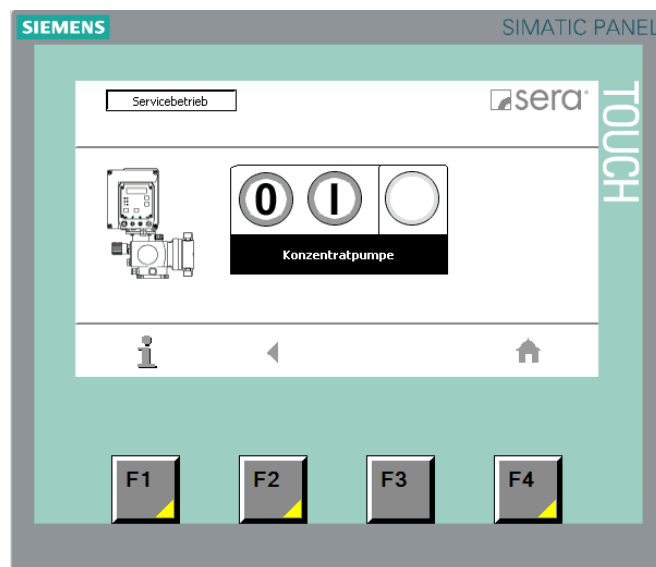 SIEMENS
SIMATIC PANEL
TOUCH
Servicebetrieb
sera
0 I
Konzentratpumpe
i
F1 F2 F3 F4